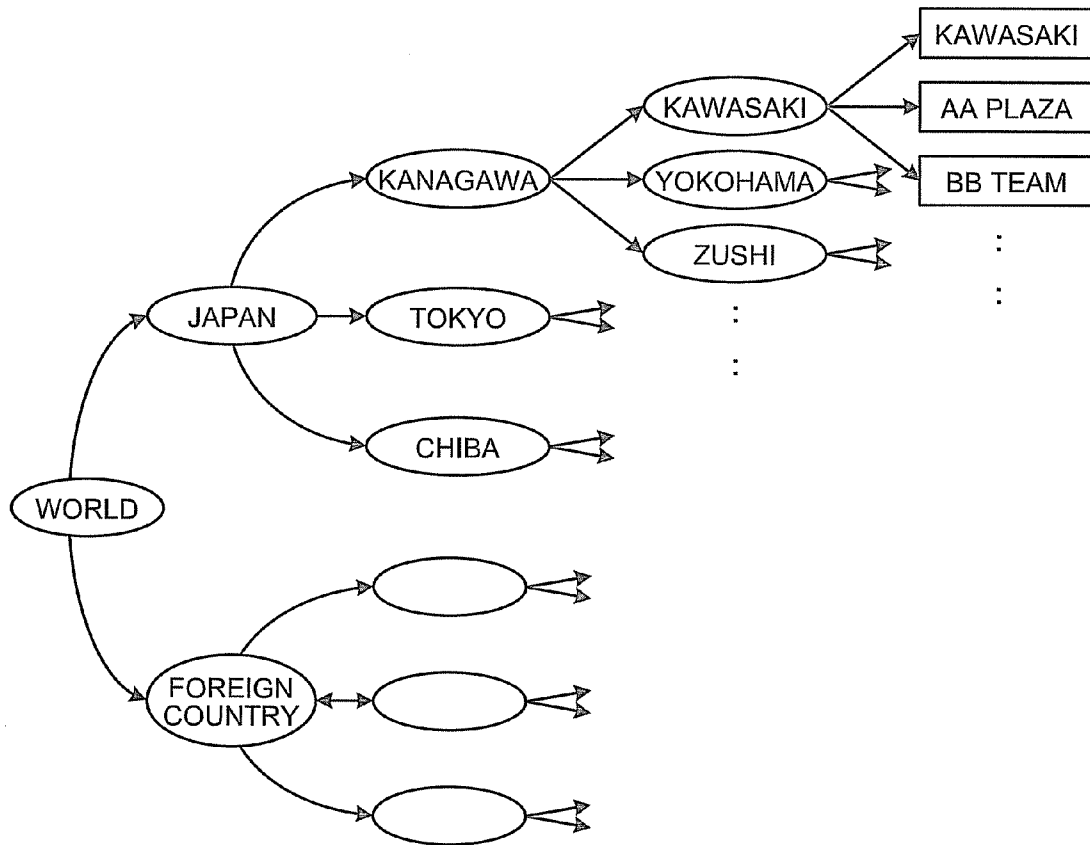 KAWASAKI
KAWASAKI
AA PLAZA
KANAGAWA
YOKOHAMA
BB TEAM
ZUSHI
JAPAN
TOKYO
CHIBA
WORLD
FOREIGN
COUNTRY